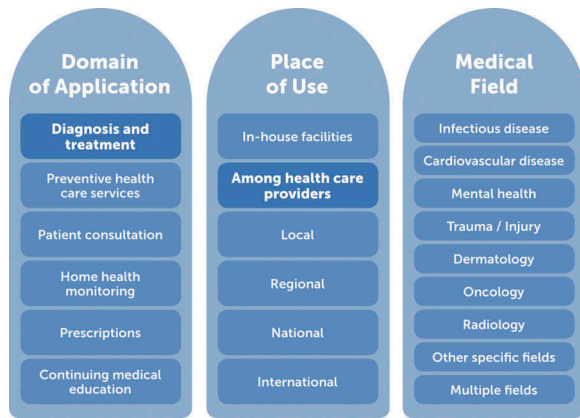 Domain
of Application
Diagnosis and
treatment
Preventive health
care services
Patient consultation
Home health
monitoring
Prescriptions
Continuing medical
education
Place
of Use
In-house facilities
Among health care
providers
Local
Regional
National
International
Medical
Field
Infectious disease
Cardiovascular disease
Mental health
Trauma / Injury
Dermatology
Oncology
Radiology
Other specific fields
Multiple fields